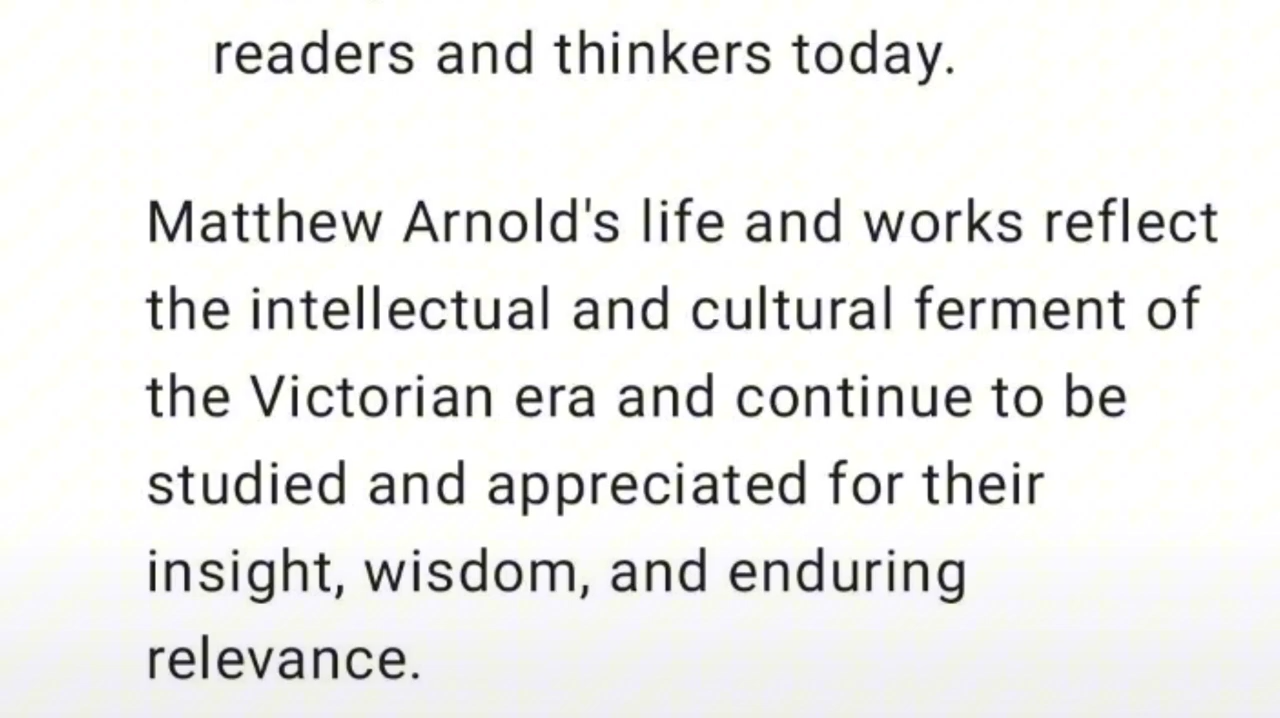 readers and thinkers today.
Matthew Arnold's life and works reflect
the intellectual and cultural ferment of
the Victorian era and continue to be
studied and appreciated for their
insight, wisdom, and enduring
relevance.